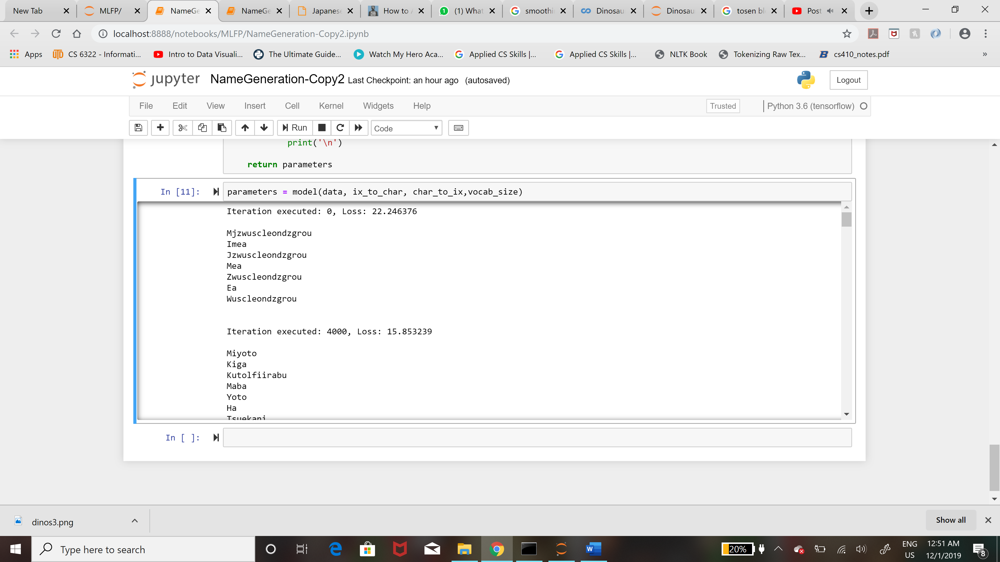 New Tab
MLFP/
NameGe
NameGe
Japanese
How to A
(1) What
smoothi
Dinosau
Dinosau
tosen bl
Post
localhost:8888/notebooks/MLFP/NameGeneration-Copy2.ipynb
Apps
CS 6322 - Informati...
Intro to Data Visuali...
The Ultimate Guide...
Watch My Hero Aca...
Applied CS Skills |...
Applied CS Skills |...
NLTK Book
Tokenizing Raw Tex...
cs410_notes.pdf
»
jupyter NameGeneration-Copy2 Last Checkpoint: an hour ago (autosaved)
Logout
File Edit View Insert Cell Kernel Widgets Help
Trusted
Python 3.6 (tensorflow)
Run
Code
print('\n')
return parameters
In [11]: parameters = model(data, ix_to_char, char_to_ix,vocab_size)
Iteration executed: 0, Loss: 22.246376
Mjzwuscleondzgrou
Imea
Jzwuscleondzgrou
Mea
Zwuscleondzgrou
Ea
Wuscleondzgrou
Iteration executed: 4000, Loss: 15.853239
Miyoto
Kiga
Kutolfiirabu
Maba
Yoto
Ha
Tsuekani
In [ ]:
dinos3.png
Show all
Type here to search
20%
ENG
US
12:51 AM
12/1/2019
8